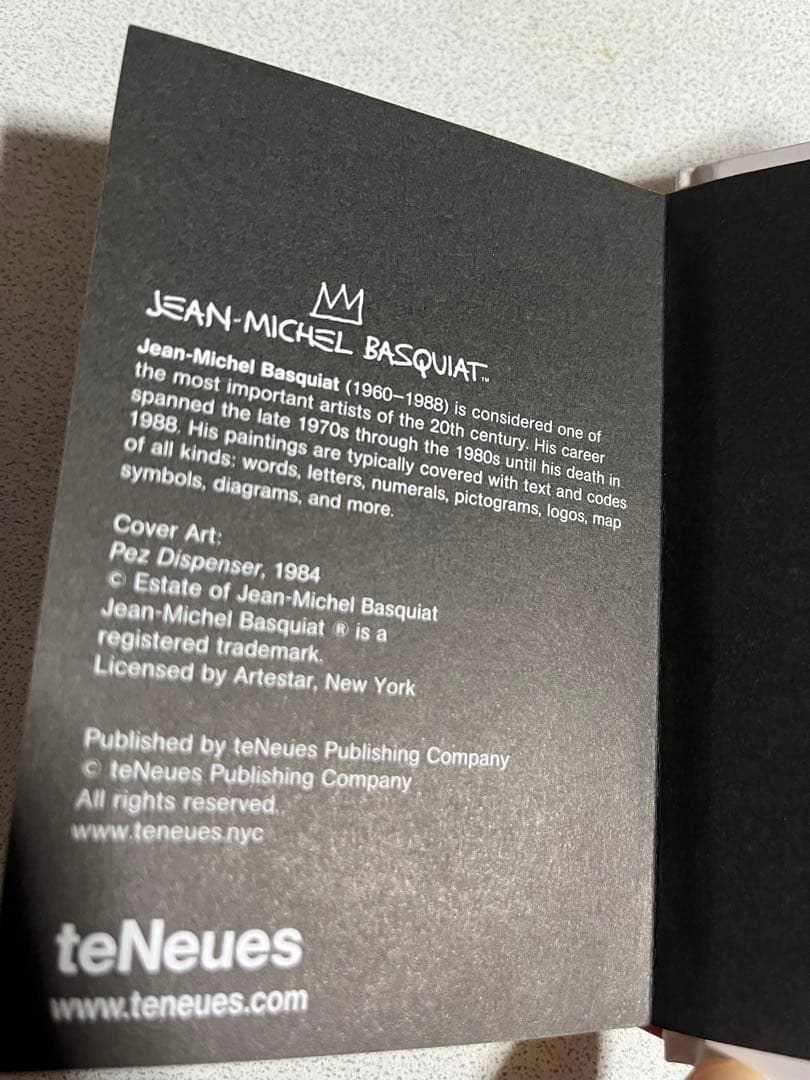 JEAN-MICHEL BASQUIAT™
Jean-Michel Basquiat (1960–1988) is considered one of
the most important artists of the 20th century. His career
spanned the late 1970s through the 1980s until his death in
1988. His paintings are typically covered with text and codes
of all kinds: words, letters, numerals, pictograms, logos, map
symbols, diagrams, and more.
Cover Art:
Pez Dispenser, 1984
© Estate of Jean-Michel Basquiat
Jean-Michel Basquiat ® is a
registered trademark.
Licensed by Artestar, New York
Published by teNeues Publishing Company
© teNeues Publishing Company
All rights reserved.
www.teneues.nyc
teNeues
www.teneues.com